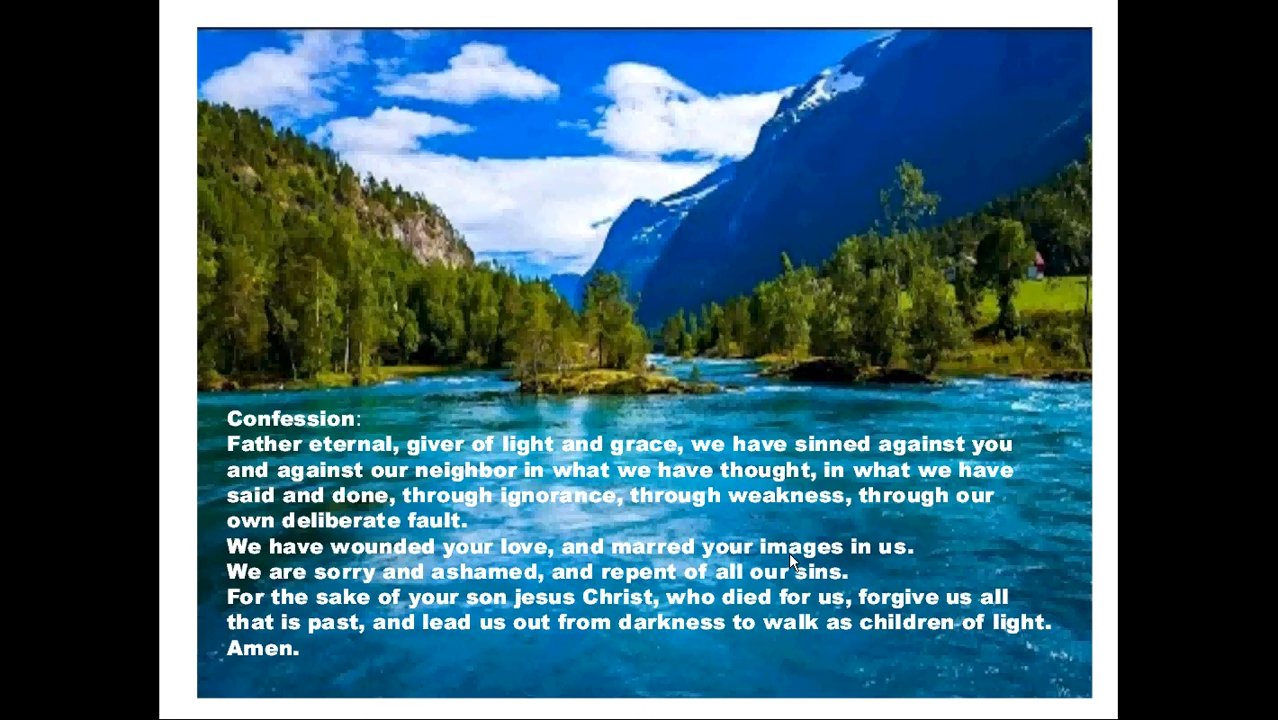 Confession:
Father eternal, giver of light and grace, we have sinned against you
and against our neighbor in what we have thought, in what we have
said and done, through ignorance, through weakness, through our
own deliberate fault.
We have wounded your love, and marred your images in us.
We are sorry and ashamed, and repent of all our sins.
For the sake of your son jesus Christ, who died for us, forgive us all
that is past, and lead us out from darkness to walk as children of light.
Amen.